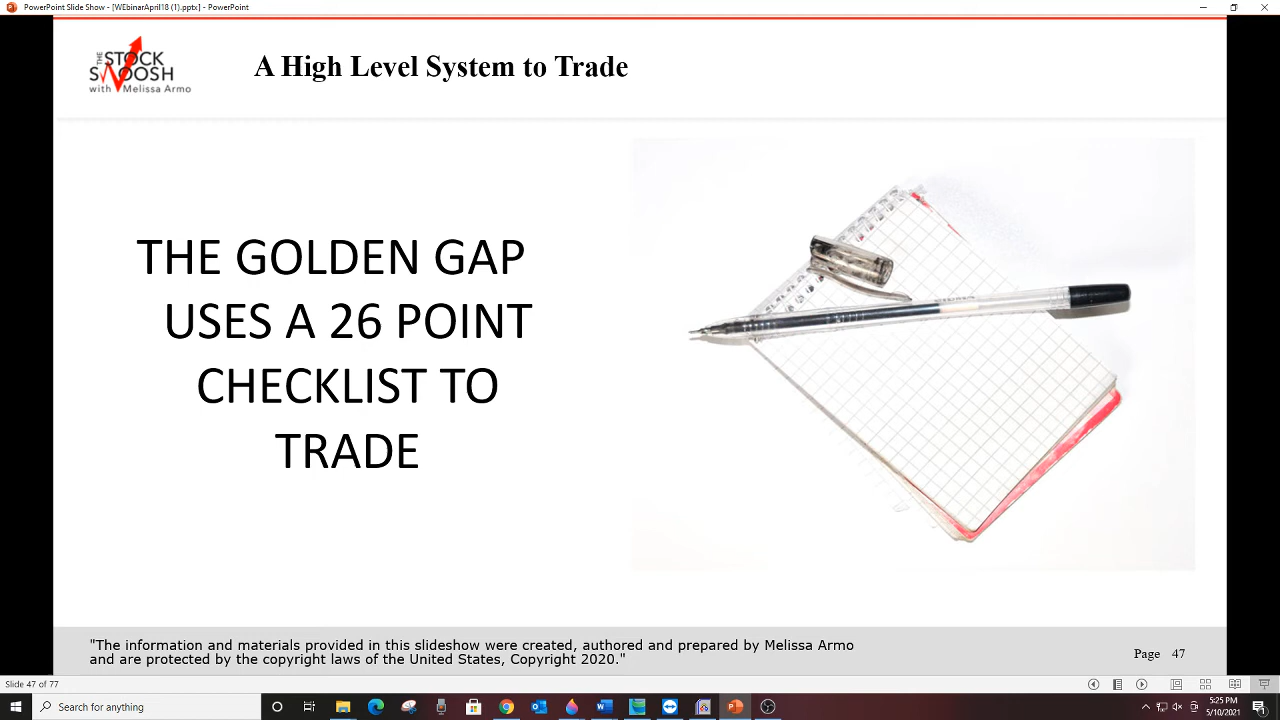 PowerPoint Slide Show - [WEbinarApril18 (1).pptx] - PowerPoint
THE STOCK
SWOOSH
with Melissa Armo
A High Level System to Trade
THE GOLDEN GAP
USES A 26 POINT
CHECKLIST TO
TRADE
"The information and materials provided in this slideshow were created, authored and prepared by Melissa Armo
and are protected by the copyright laws of the United States, Copyright 2020."
Page 47
Slide 47 of 77
Search for anything
5:25 PM
5/10/2021